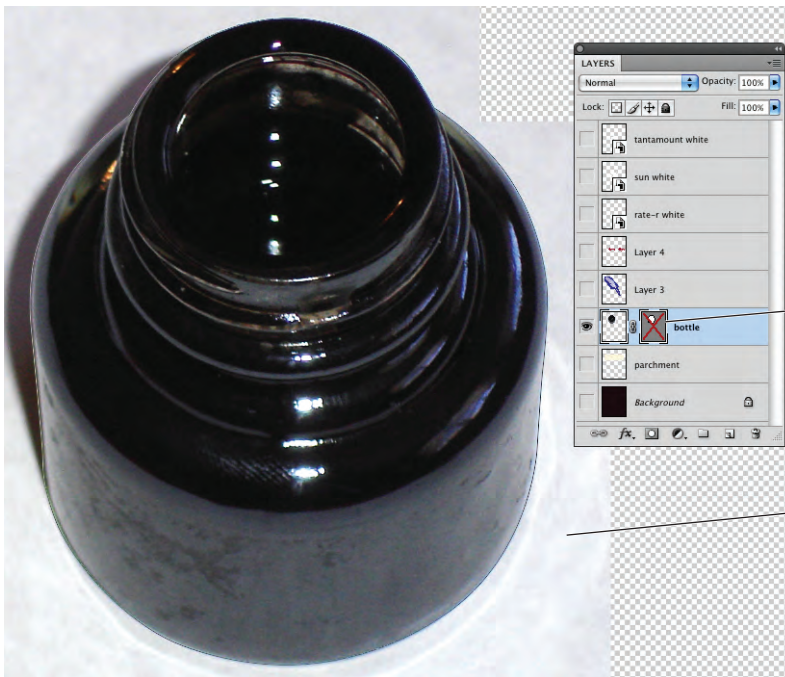 LAYERS
Normal Opacity: 100%
Lock: Fill: 100%
tantamount white
sun white
rate-r white
Layer 4
Layer 3
bottle
parchment
Background
fx.